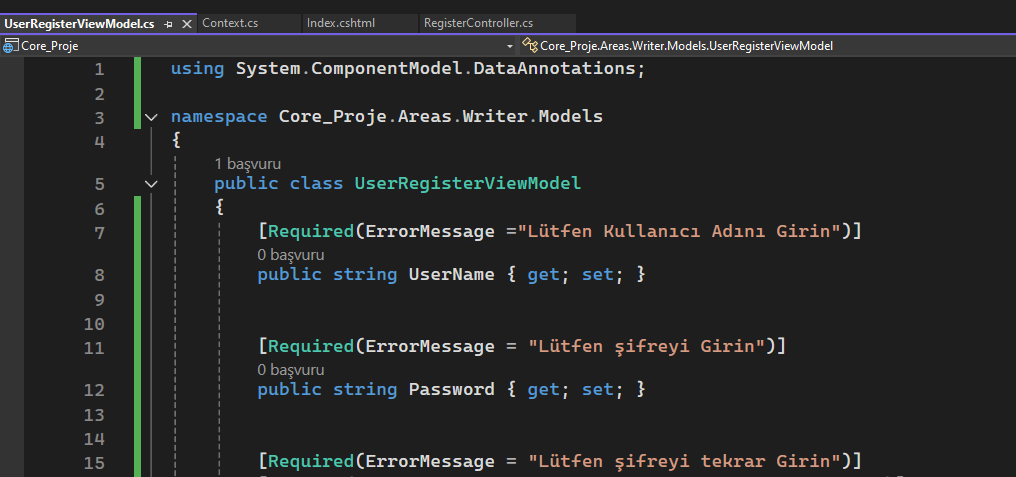 UserRegisterViewModel.cs Context.cs Index.cshtml RegisterController.cs
Core_Proje Core_Proje.Areas.Writer.Models.UserRegisterViewModel
1 using System.ComponentModel.DataAnnotations;
2
3 namespace Core_Proje.Areas.Writer.Models
4 {
1 başvuru
5 public class UserRegisterViewModel
6 {
7 [Required(ErrorMessage ="Lütfen Kullanıcı Adını Girin")]
0 başvuru
8 public string UserName { get; set; }
9
10
11 [Required(ErrorMessage = "Lütfen şifreyi Girin")]
0 başvuru
12 public string Password { get; set; }
13
14
15 [Required(ErrorMessage = "Lütfen şifreyi tekrar Girin")]